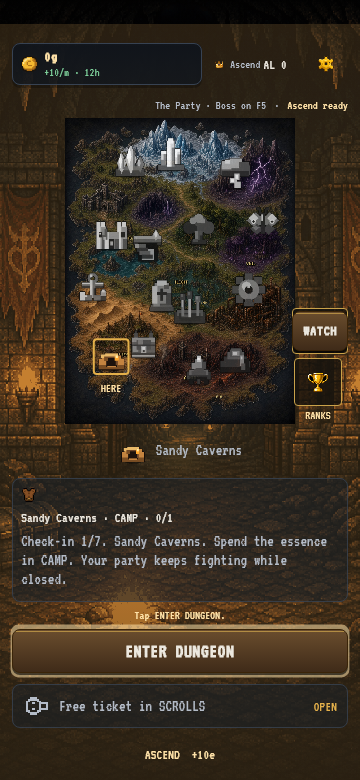 0g
+10/m · 12h
Ascend AL 0
The Party · Boss on F5 · Ascend ready
WATCH
HERE
RANKS
Sandy Caverns
Sandy Caverns · CAMP · 0/1
Check-in 1/7. Sandy Caverns. Spend the essence
in CAMP. Your party keeps fighting while
closed.
Tap ENTER DUNGEON.
ENTER DUNGEON
Free ticket in SCROLLS
OPEN
ASCEND +10e